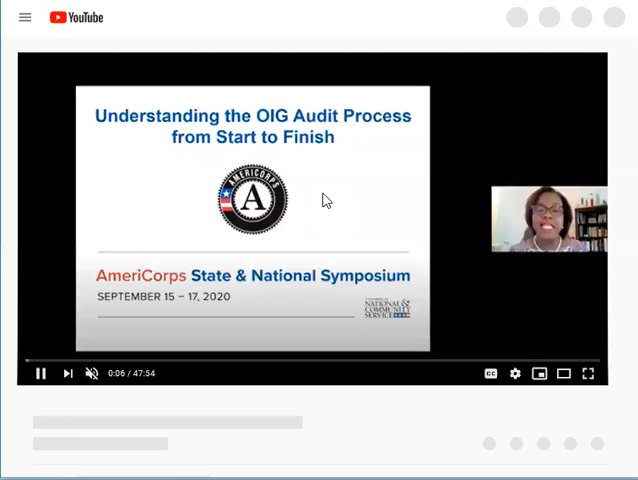 YouTube
Understanding the OIG Audit Process
from Start to Finish
AMERICORPS
A
AmeriCorps State & National Symposium
SEPTEMBER 15 – 17, 2020
NATIONAL &
COMMUNITY
SERVICE
0:06 / 47:54
CC